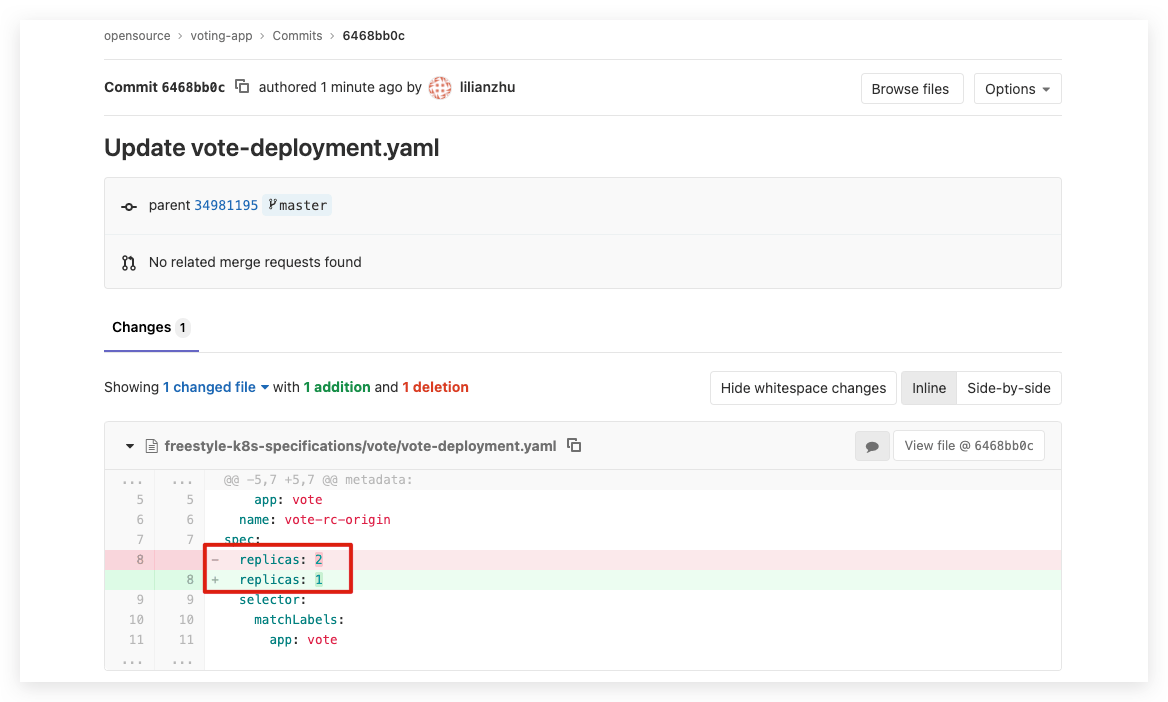 opensource › voting-app › Commits › 6468bb0c
Commit 6468bb0c authored 1 minute ago by lilianzhu
Browse files
Options
Update vote-deployment.yaml
parent 34981195 master
No related merge requests found
Changes 1
Showing 1 changed file with 1 addition and 1 deletion
Hide whitespace changes
Inline
Side-by-side
freestyle-k8s-specifications/vote/vote-deployment.yaml
View file @ 6468bb0c
... ... @@ -5,7 +5,7 @@ metadata:
5 5 app: vote
6 6 name: vote-rc-origin
7 7 spec:
8 - replicas: 2
8 + replicas: 1
9 9 selector:
10 10 matchLabels:
11 11 app: vote
... ...